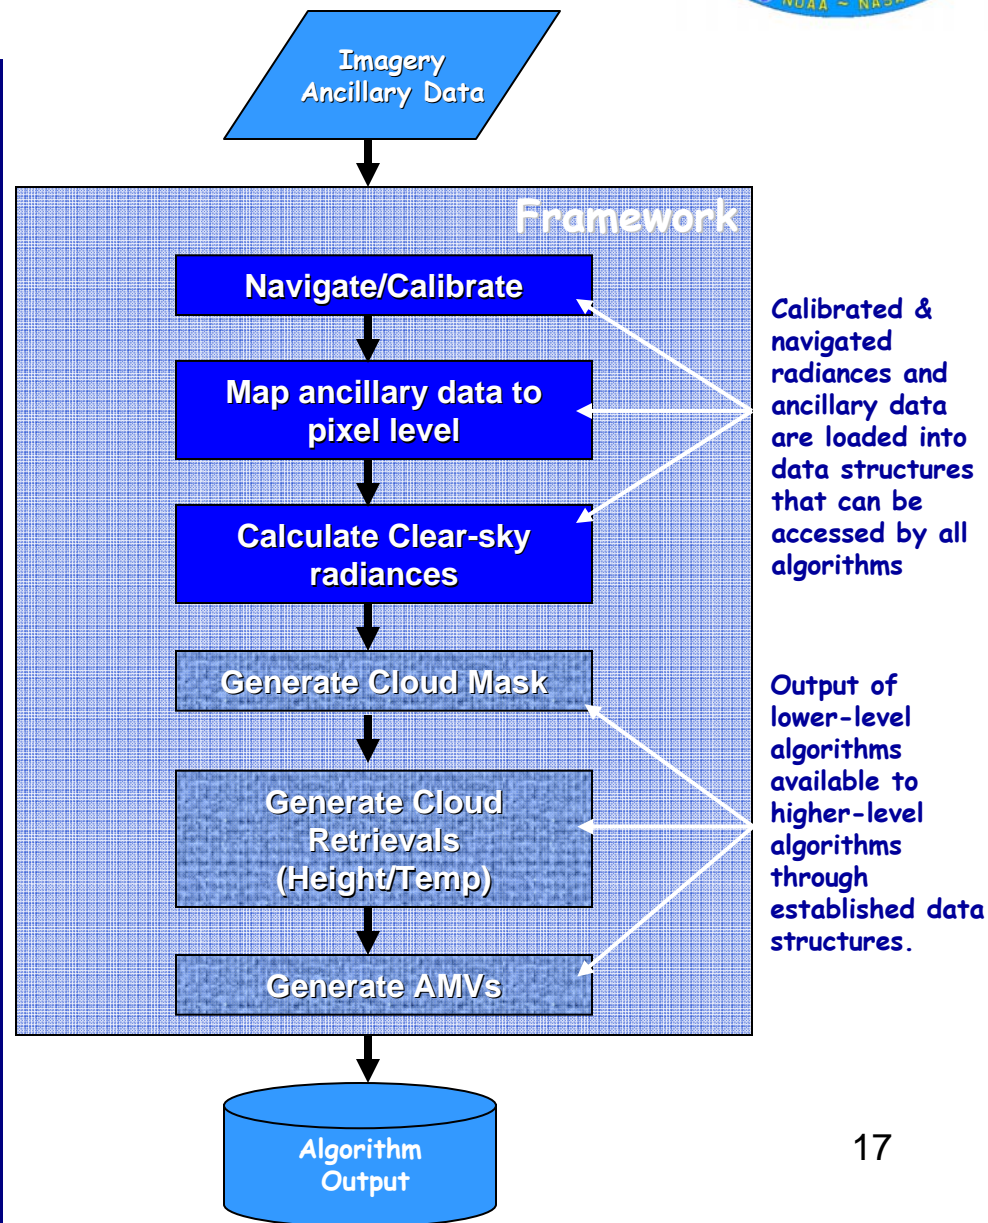 NOAA ~ NASA
Imagery
Ancillary Data
Framework
Navigate/Calibrate
Map ancillary data to
pixel level
Calculate Clear-sky
radiances
Calibrated &
navigated
radiances and
ancillary data
are loaded into
data structures
that can be
accessed by all
algorithms
Generate Cloud Mask
Generate Cloud
Retrievals
(Height/Temp)
Generate AMVs
Output of
lower-level
algorithms
available to
higher-level
algorithms
through
established data
structures.
Algorithm
Output
17